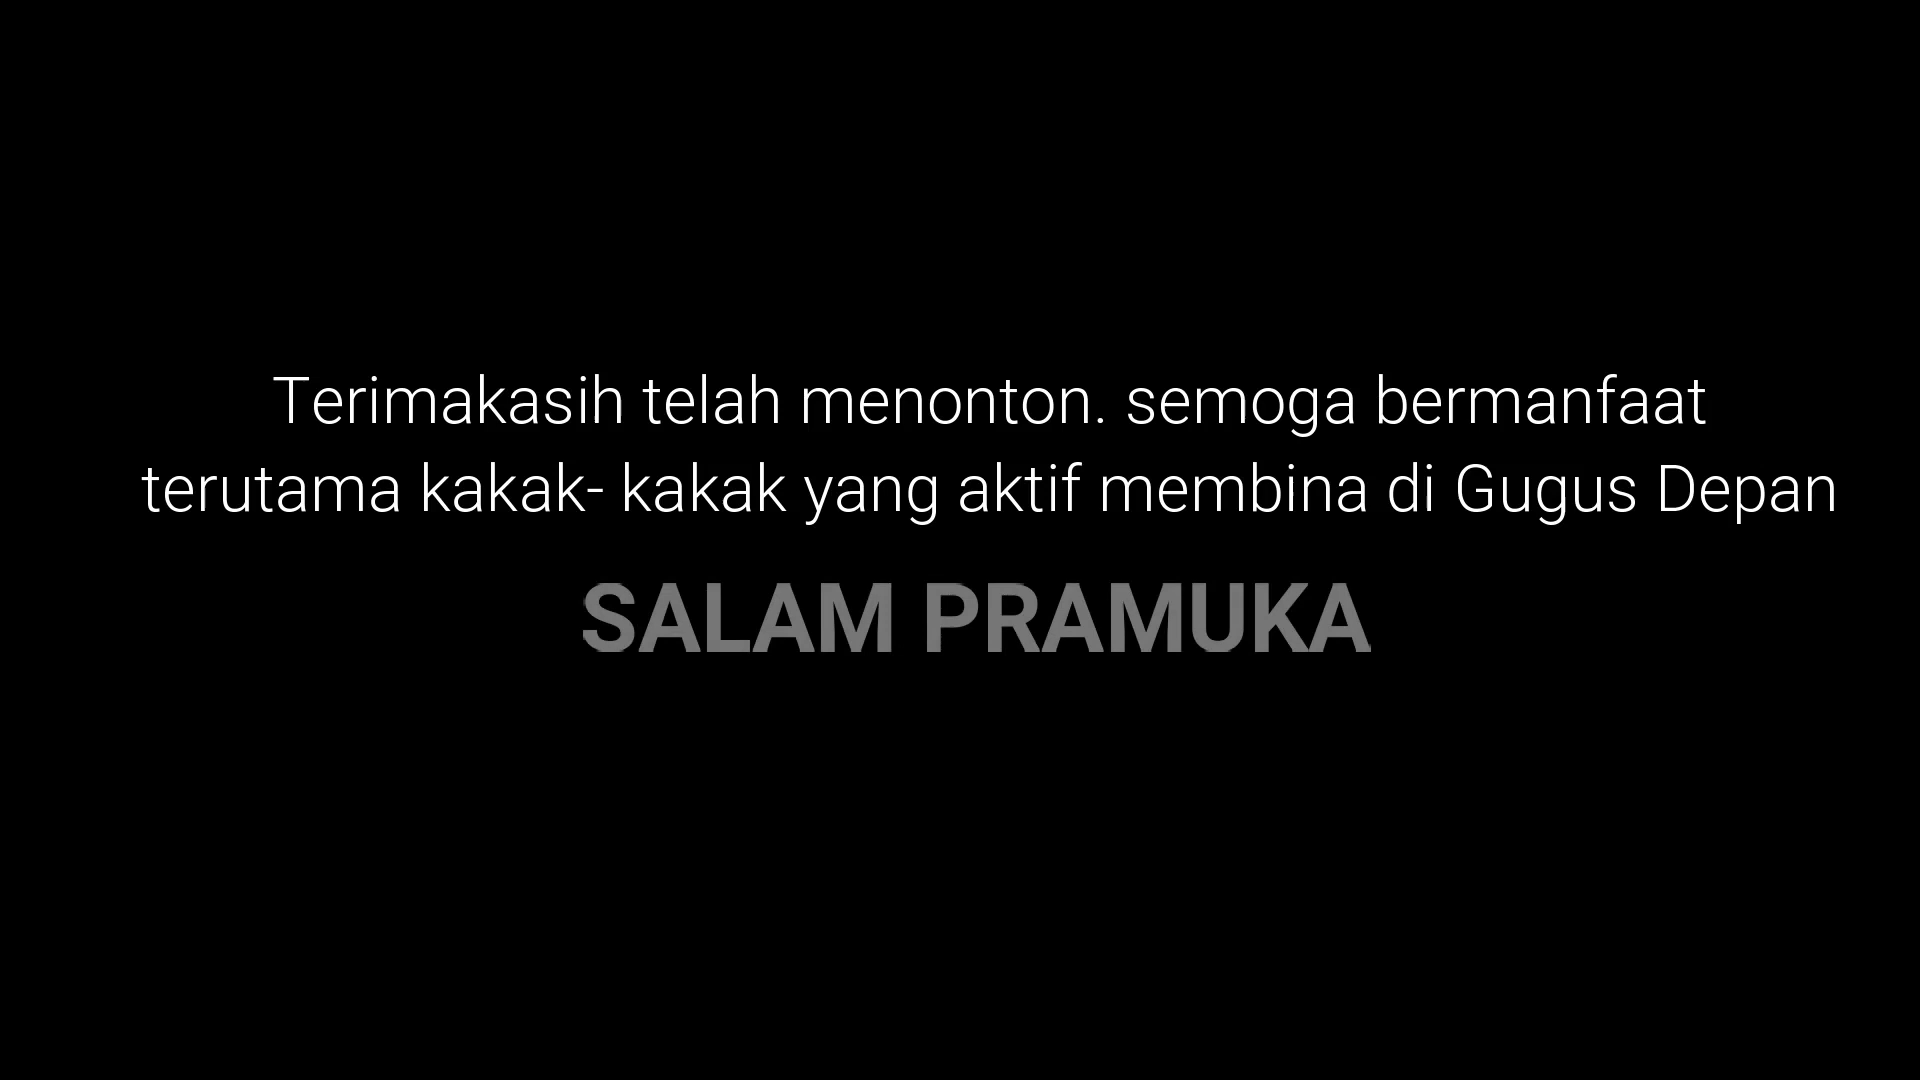 Terimakasih telah menonton. semoga bermanfaat
terutama kakak- kakak yang aktif membina di Gugus Depan
SALAM PRAMUKA